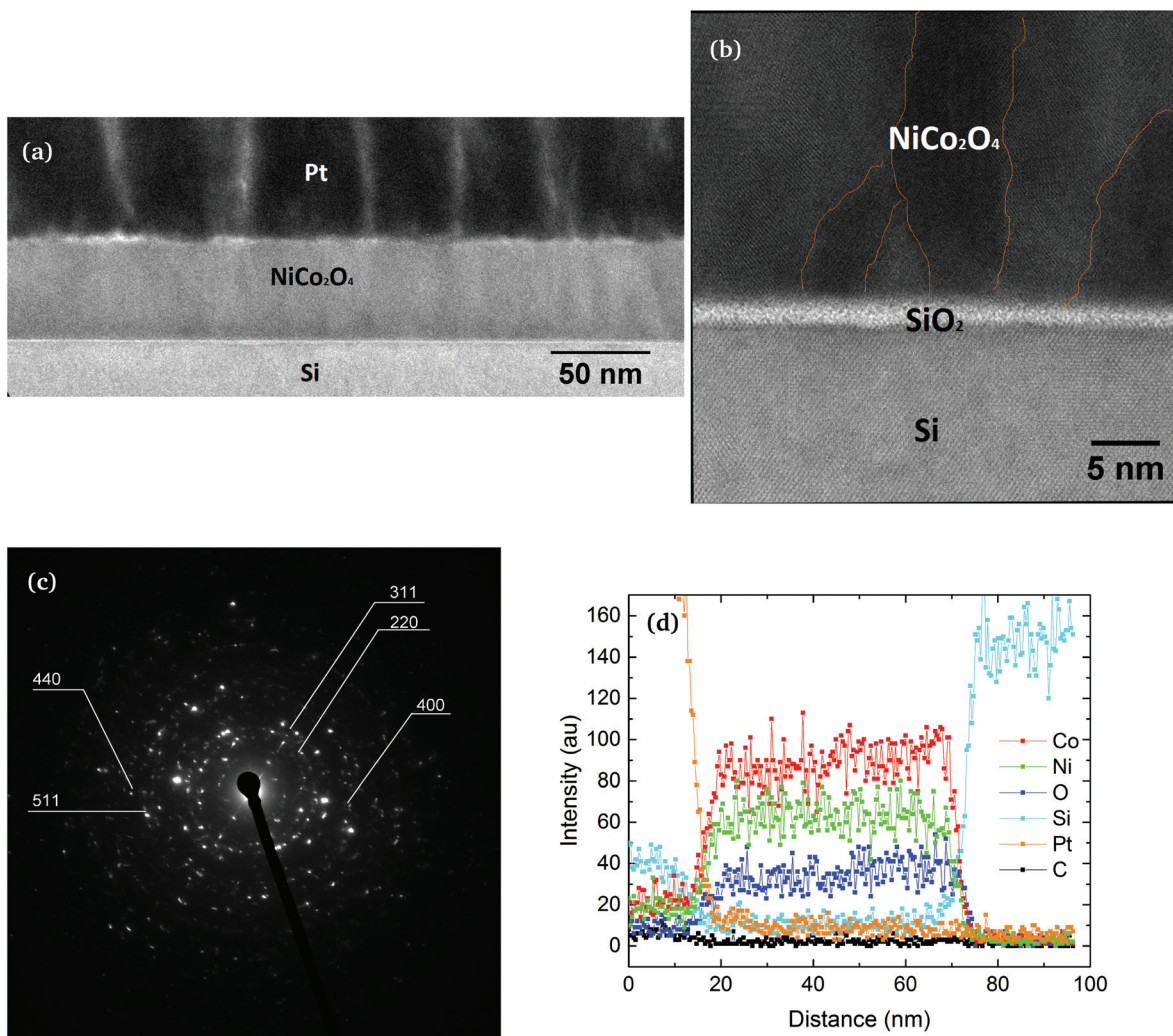 (a)
Pt
NiCo₂O₄
Si
50 nm
(b)
NiCo₂O₄
SiO₂
Si
5 nm
(c)
311
220
440
400
511
(d)
160
140
120
100
80
60
40
20
0
Intensity (au)
Co
Ni
O
Si
Pt
C
0 20 40 60 80 100
Distance (nm)